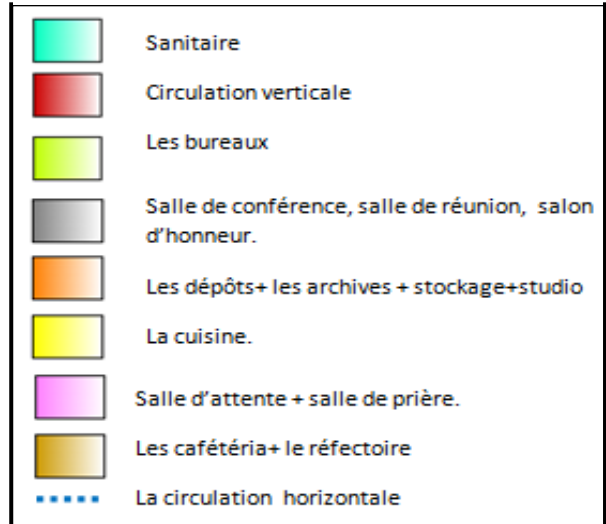 Sanitaire
Circulation verticale
Les bureaux
Salle de conférence, salle de réunion, salon
d'honneur.
Les dépôts+ les archives + stockage+studio
La cuisine.
Salle d'attente + salle de prière.
Les cafétéria+ le réfectoire
La circulation horizontale